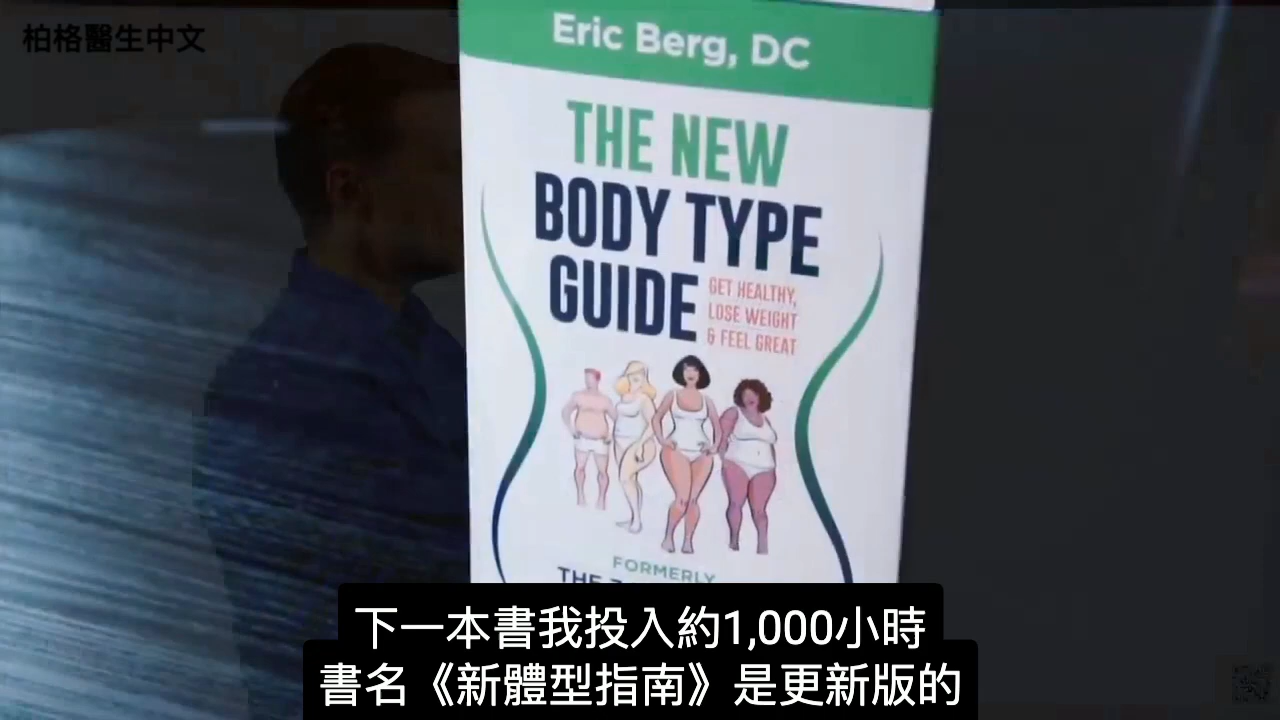 柏格醫生中文
Eric Berg, DC
THE NEW
BODY TYPE
GUIDE
GET HEALTHY,
LOSE WEIGHT
& FEEL GREAT
FORMERLY
THE
下一本書我投入約1,000小時
書名《新體型指南》是更新版的